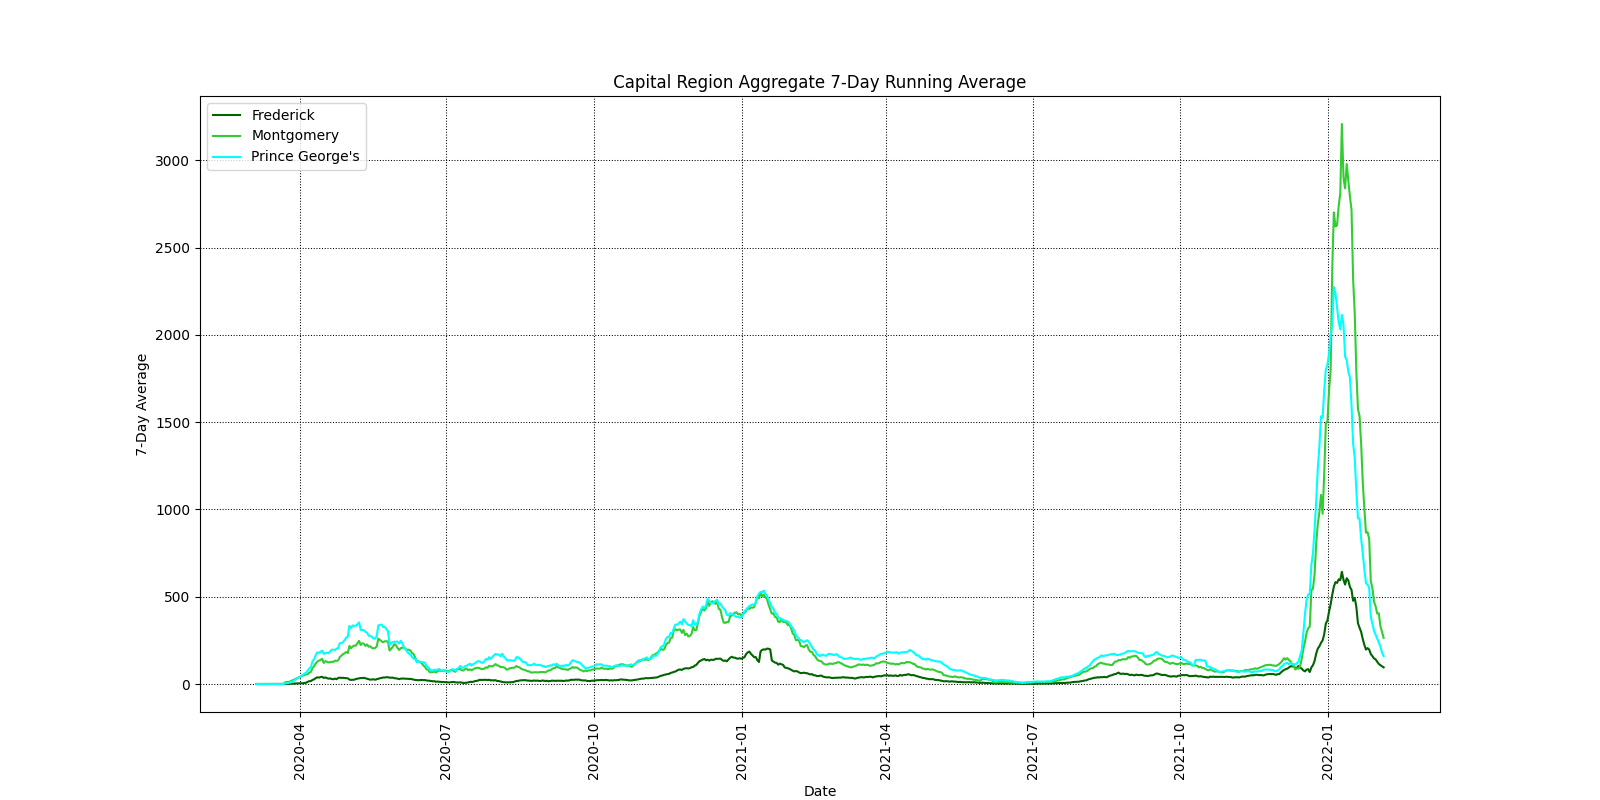 Capital Region Aggregate 7-Day Running Average
Frederick
Montgomery
Prince George's
3000
2500
2000
1500
1000
500
0
7-Day Average
2020-04
2020-07
2020-10
2021-01
2021-04
2021-07
2021-10
2022-01
Date